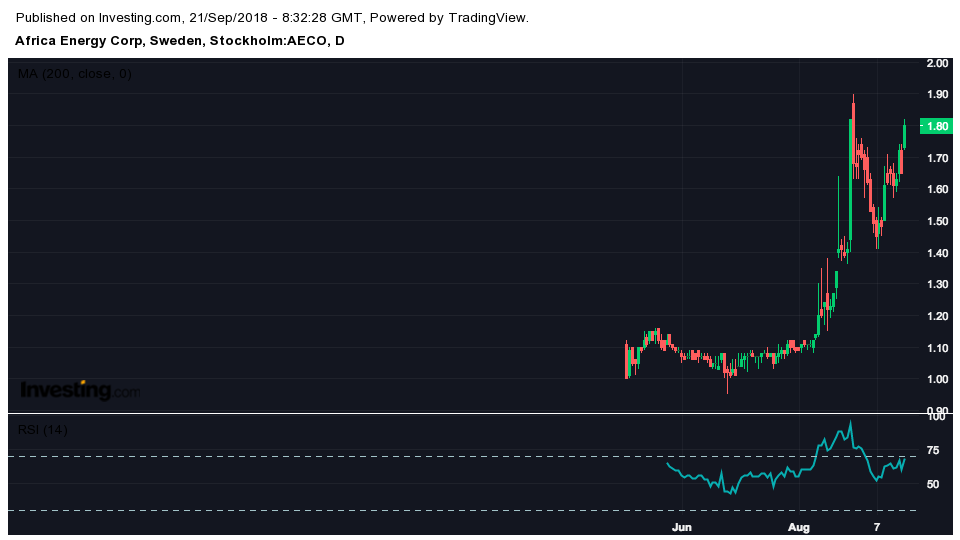 Published on Investing.com, 21/Sep/2018 - 8:32:28 GMT, Powered by TradingView.
Africa Energy Corp, Sweden, Stockholm:AECO, D
MA (200, close, 0)
2.00
1.90
1.80
1.70
1.60
1.50
1.40
1.30
1.20
1.10
1.00
0.90
Investing.com
RSI (14)
100
75
50
Jun Aug 7